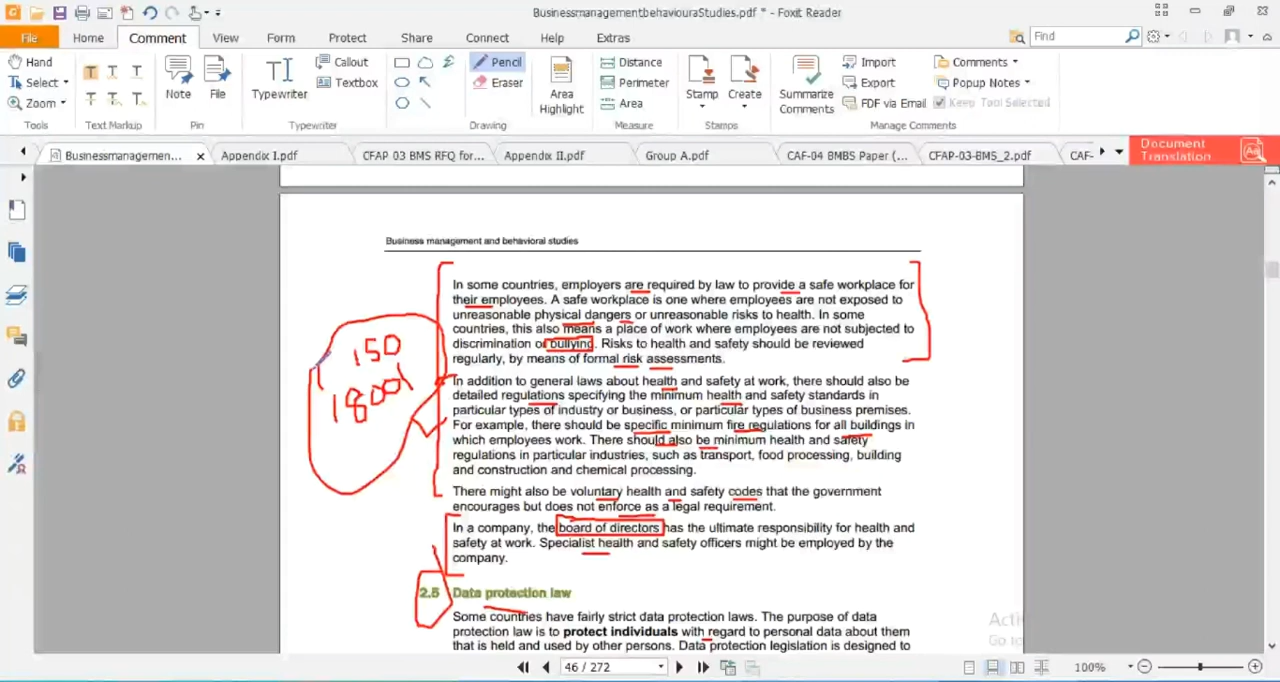 BusinessmanagementbehaviouraStudies.pdf * - Foxit Reader
File Home Comment View Form Protect Share Connect Help Extras Find
Hand Callout Pencil Distance Import Comments
Select Textbox Eraser Perimeter Export Popup Notes
Zoom Note File Typewriter Area Highlight Area Stamp Create Summarize Comments FDF via Email Keep Tool Selected
Tools Text Markup Pin Typewriter Drawing Measure Stamps Manage Comments
Businessmanagemen... Appendix I.pdf CFAP 03 BMS RFQ for... Appendix II.pdf Group A.pdf CAF-04 BMBS Paper (... CFAP-03-BMS_2.pdf CAF- Document Translation
Business management and behavioral studies
In some countries, employers are required by law to provide a safe workplace for
their employees. A safe workplace is one where employees are not exposed to
unreasonable physical dangers or unreasonable risks to health. In some
countries, this also means a place of work where employees are not subjected to
discrimination or bullying. Risks to health and safety should be reviewed
regularly, by means of formal risk assessments.
150
In addition to general laws about health and safety at work, there should also be
detailed regulations specifying the minimum health and safety standards in
1800
particular types of industry or business, or particular types of business premises.
For example, there should be specific minimum fire regulations for all buildings in
which employees work. There should also be minimum health and safety
regulations in particular industries, such as transport, food processing, building
and construction and chemical processing.
There might also be voluntary health and safety codes that the government
encourages but does not enforce as a legal requirement.
In a company, the board of directors has the ultimate responsibility for health and
safety at work. Specialist health and safety officers might be employed by the
company.
2.5 Data protection law
Some countries have fairly strict data protection laws. The purpose of data
protection law is to protect individuals with regard to personal data about them
that is held and used by other persons. Data protection legislation is designed to
Go to
46 / 272 100%